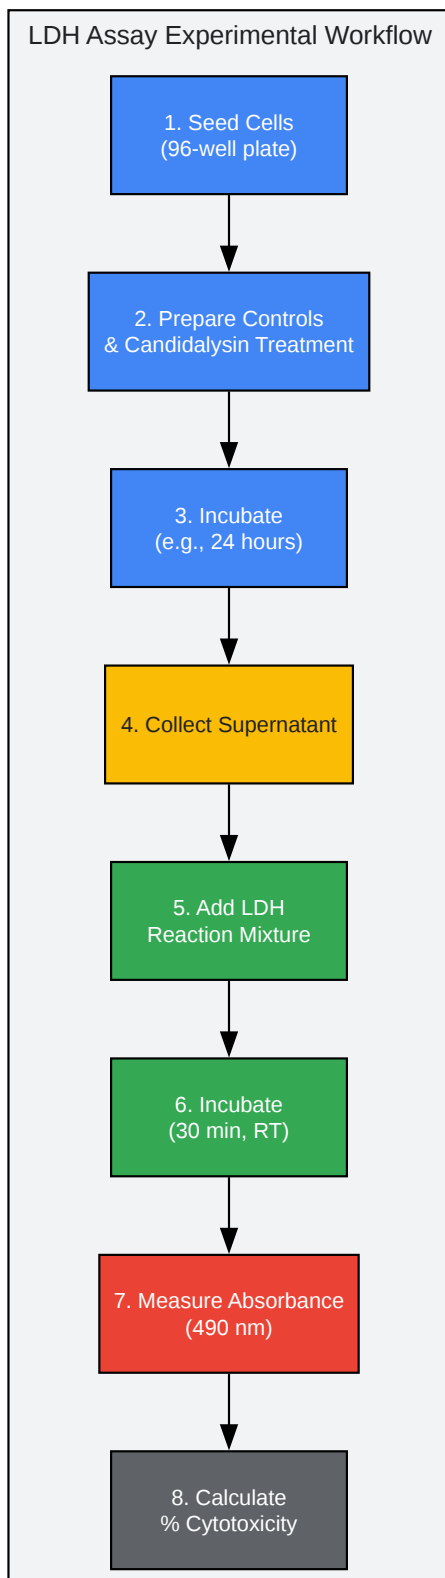 LDH Assay Experimental Workflow
1. Seed Cells
(96-well plate)
2. Prepare Controls
& Candidalysin Treatment
3. Incubate
(e.g., 24 hours)
4. Collect Supernatant
5. Add LDH
Reaction Mixture
6. Incubate
(30 min, RT)
7. Measure Absorbance
(490 nm)
8. Calculate
% Cytotoxicity